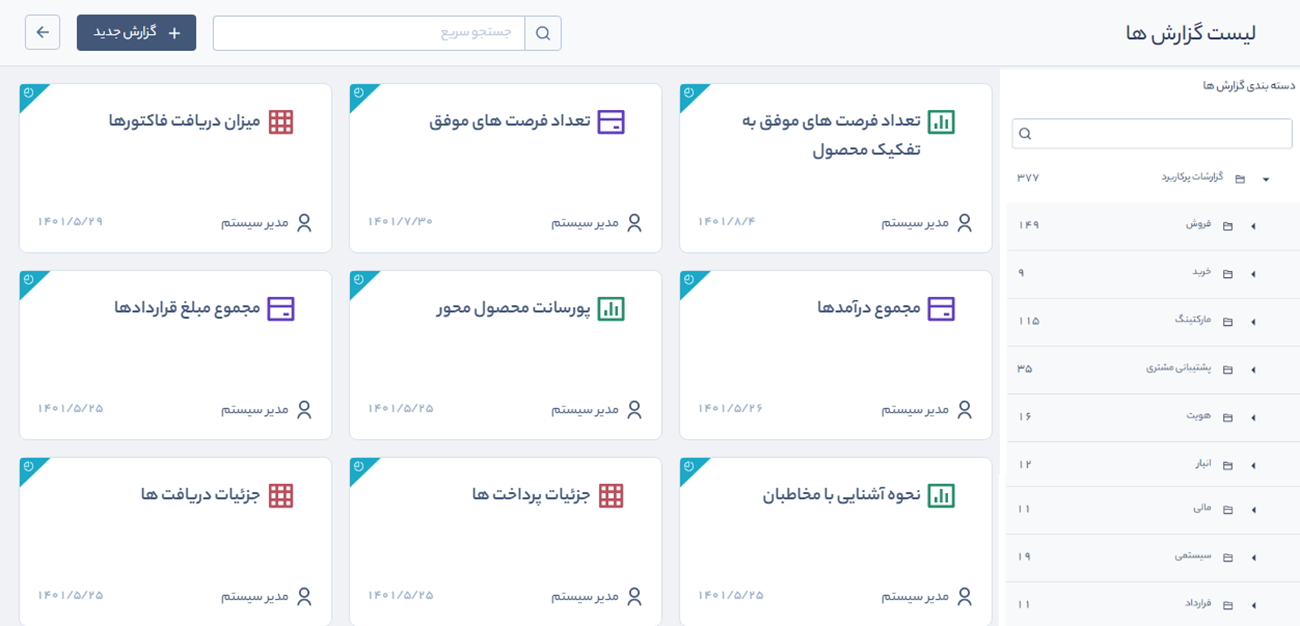 لیست گزارش ها
جستجو سریع
گزارش جدید
دسته بندی گزارش ها
گزارشات پرکاربرد ۳۷۷
فروش ۱۴۹
خرید ۹
مارکتینگ ۱۱۵
پشتیبانی مشتری ۳۵
هویت ۱۶
انبار ۱۲
مالی ۱۱
سیستمی ۱۹
قرارداد ۱۱
تعداد فرصت های موفق به
تفکیک محصول
مدیر سیستم ۱۴۰۱/۸/۴
تعداد فرصت های موفق
مدیر سیستم ۱۴۰۱/۷/۳۰
میزان دریافت فاکتورها
مدیر سیستم ۱۴۰۱/۵/۲۹
مجموع درآمدها
مدیر سیستم ۱۴۰۱/۵/۲۶
پورسانت محصول محور
مدیر سیستم ۱۴۰۱/۵/۲۵
مجموع مبلغ قراردادها
مدیر سیستم ۱۴۰۱/۵/۲۵
نحوه آشنایی با مخاطبان
مدیر سیستم ۱۴۰۱/۵/۲۵
جزئیات پرداخت ها
مدیر سیستم ۱۴۰۱/۵/۲۵
جزئیات دریافت ها
مدیر سیستم ۱۴۰۱/۵/۲۵